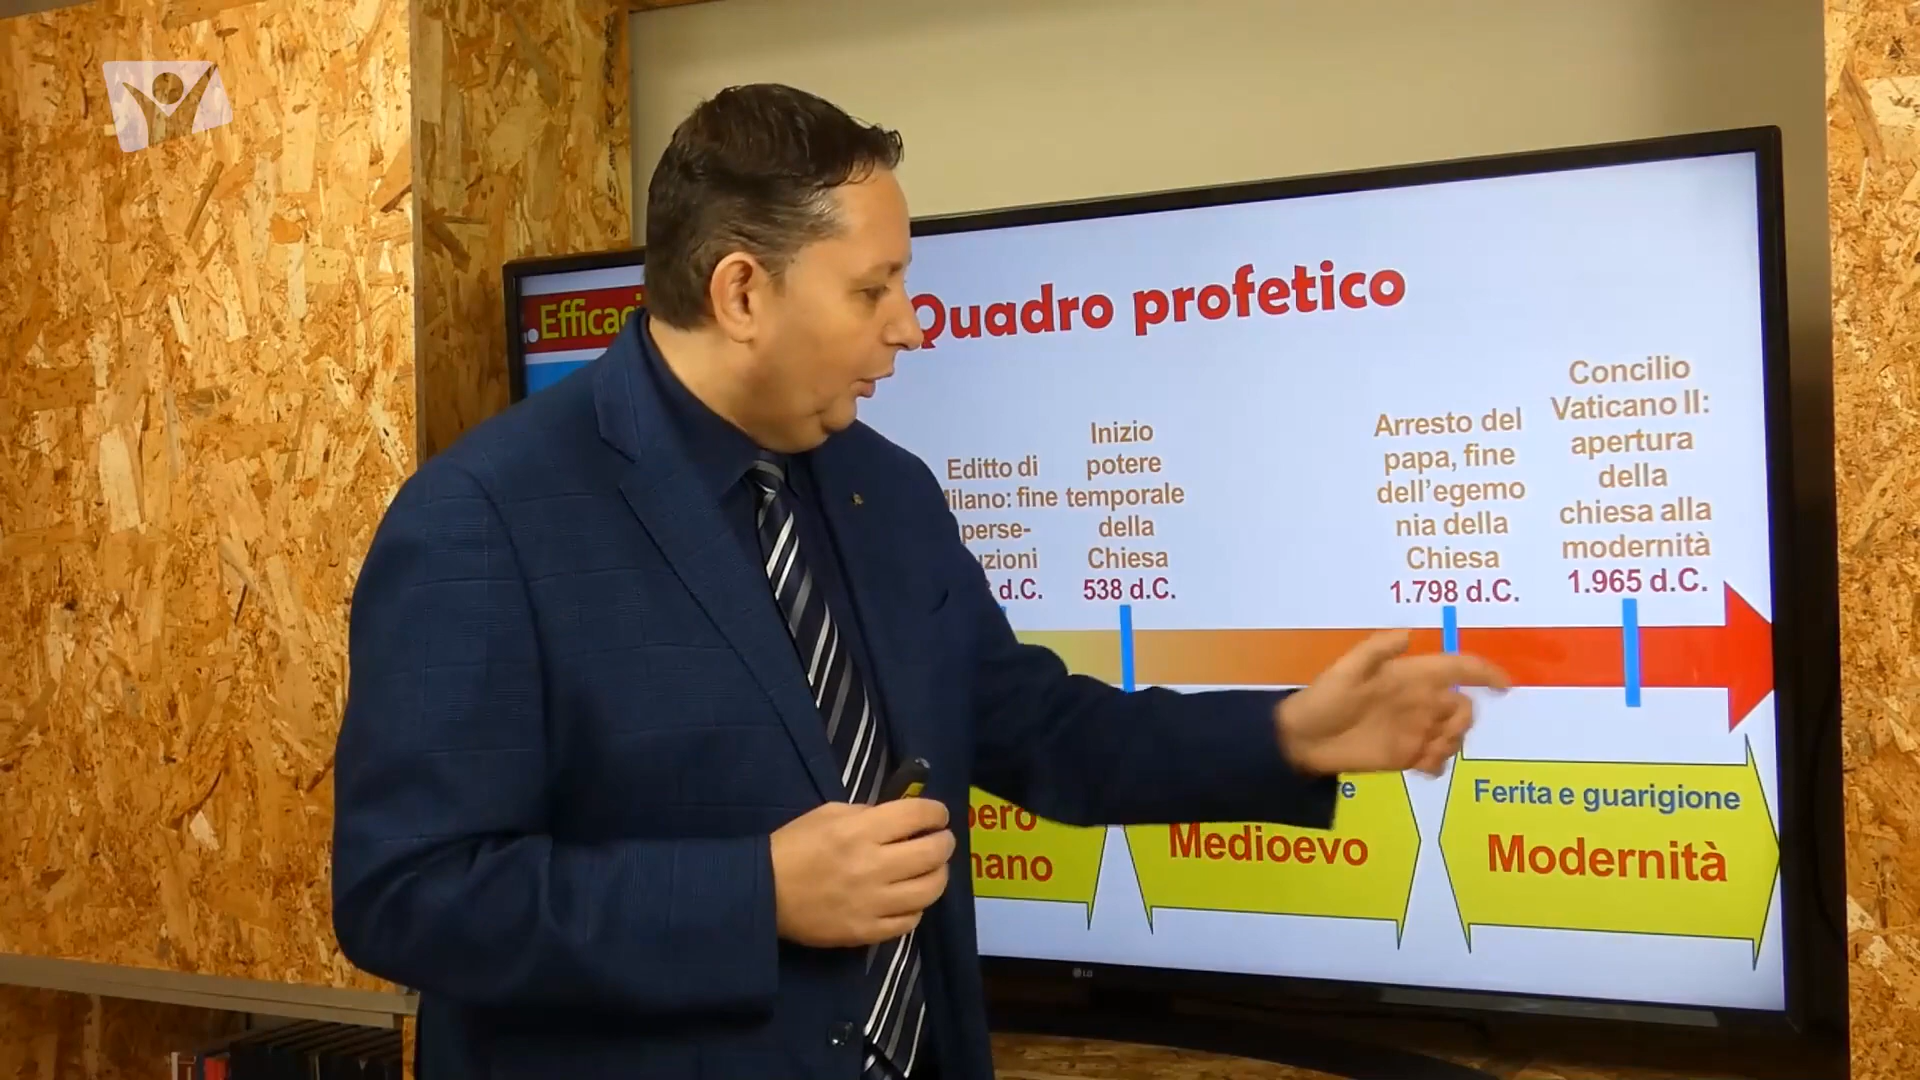 Efficaci
Quadro profetico
Editto di
ilano: fine
perse-
uzioni
d.C.
Inizio
potere
temporale
della
Chiesa
538 d.C.
Arresto del
papa, fine
dell'egemo
nia della
Chiesa
1.798 d.C.
Concilio
Vaticano II:
apertura
della
chiesa alla
modernità
1.965 d.C.
pero
mano
re
Medioevo
Ferita e guarigione
Modernità
LG